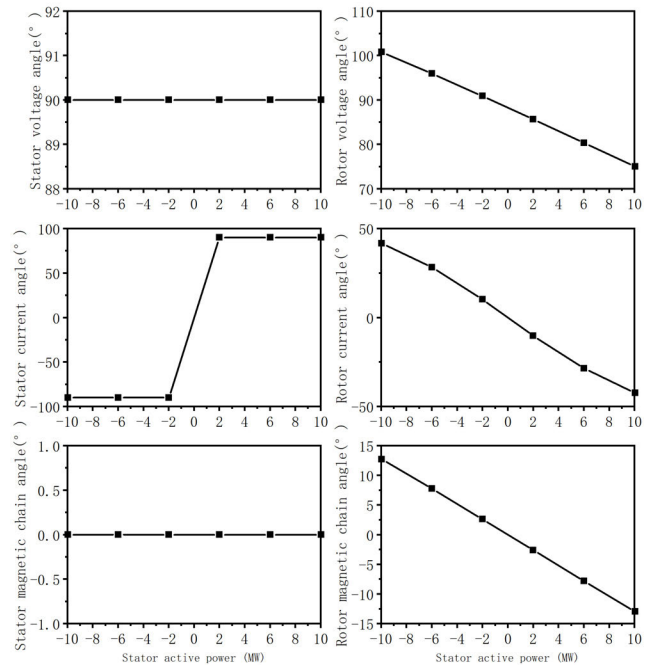 Stator voltage angle(°)
92
91
90
89
88
-10 -8 -6 -4 -2 0 2 4 6 8 10
Rotor voltage angle(°)
110
100
90
80
70
-10 -8 -6 -4 -2 0 2 4 6 8 10
Stator current angle(°)
100
50
0
-50
-100
-10 -8 -6 -4 -2 0 2 4 6 8 10
Rotor current angle(°)
50
0
-50
-10 -8 -6 -4 -2 0 2 4 6 8 10
Stator magnetic chain angle(°)
1.0
0.5
0.0
-0.5
-1.0
-10 -8 -6 -4 -2 0 2 4 6 8 10
Stator active power (MW)
Rotor magnetic chain angle(°)
15
10
5
0
-5
-10
-15
-10 -8 -6 -4 -2 0 2 4 6 8 10
Stator active power (MW)